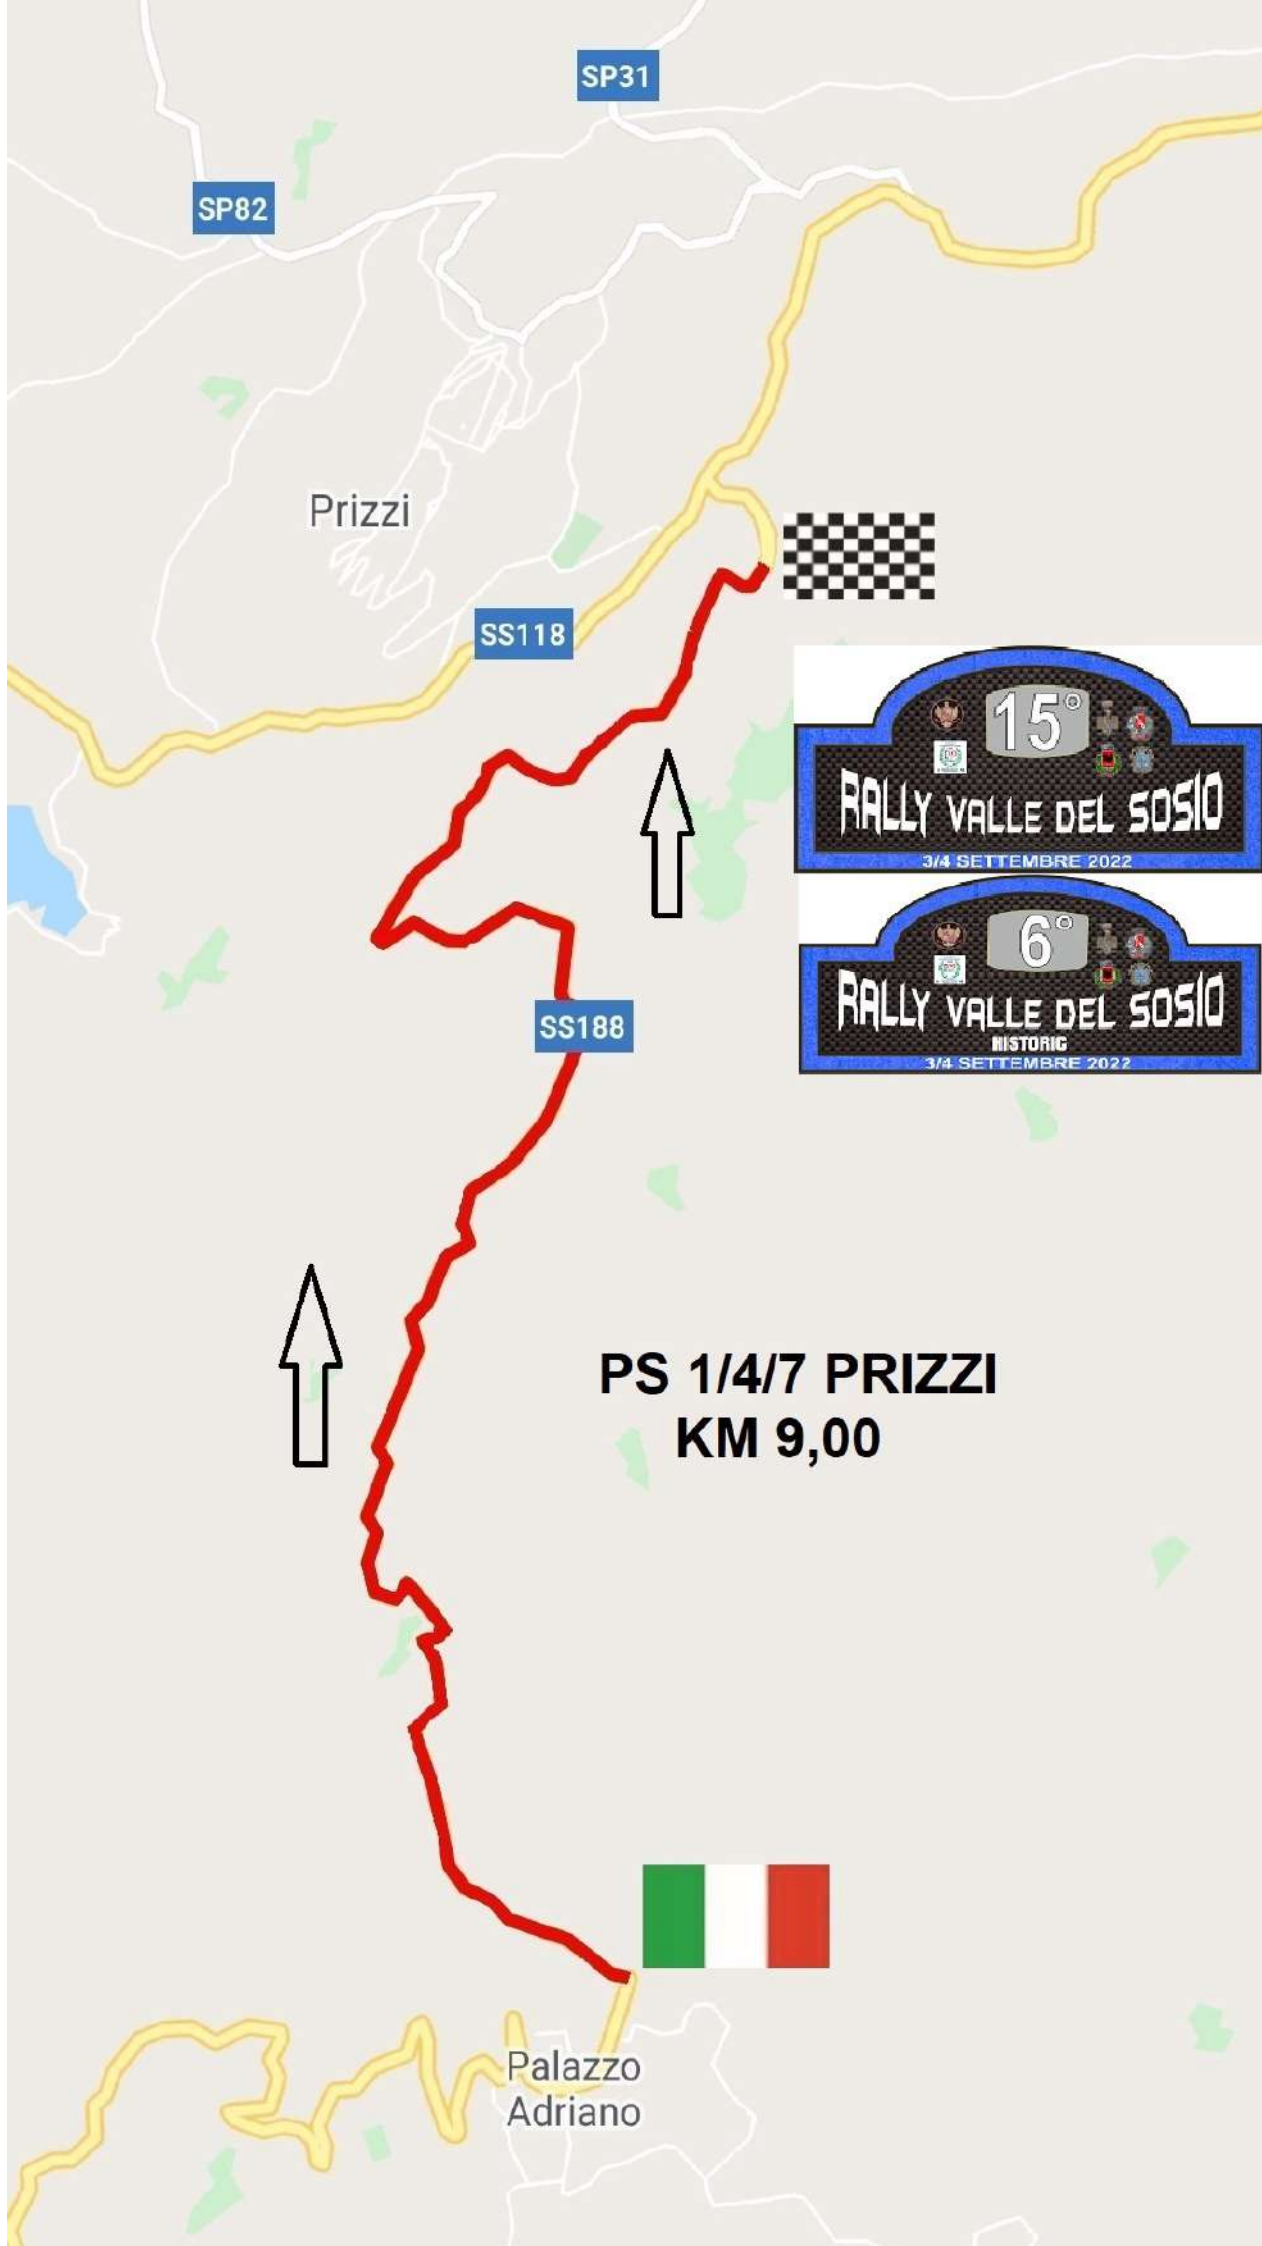 SP31
SP82
Prizzi
SS118
15°
RALLY VALLE DEL SOSIO
3/4 SETTEMBRE 2022
6°
RALLY VALLE DEL SOSIO
HISTORIC
3/4 SETTEMBRE 2022
SS188
PS 1/4/7 PRIZZI
KM 9,00
Palazzo
Adriano